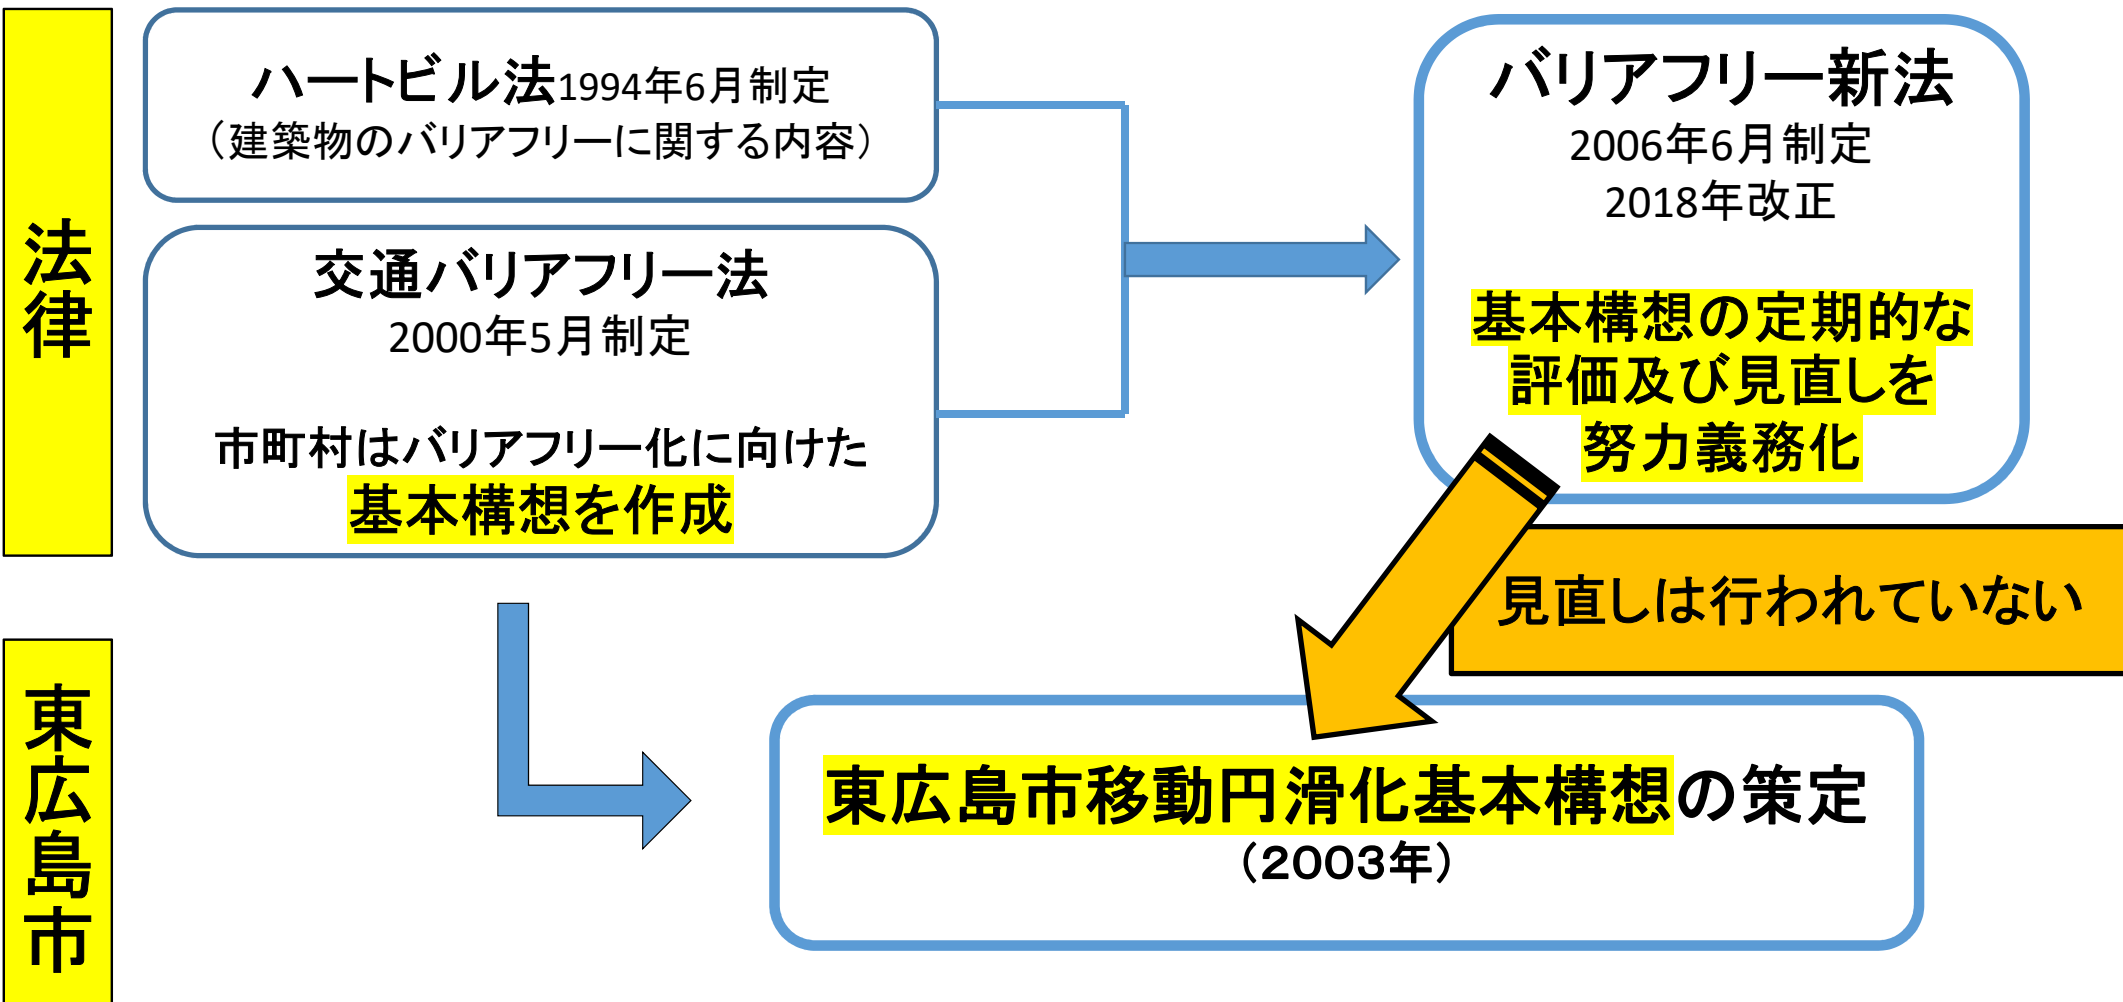 法律
ハートビル法1994年6月制定
（建築物のバリアフリーに関する内容）
交通バリアフリー法
2000年5月制定
市町村はバリアフリー化に向けた
基本構想を作成
バリアフリー新法
2006年6月制定
2018年改正
基本構想の定期的な
評価及び見直しを
努力義務化
見直しは行われていない
東広島市
東広島市移動円滑化基本構想の策定
（２００３年）